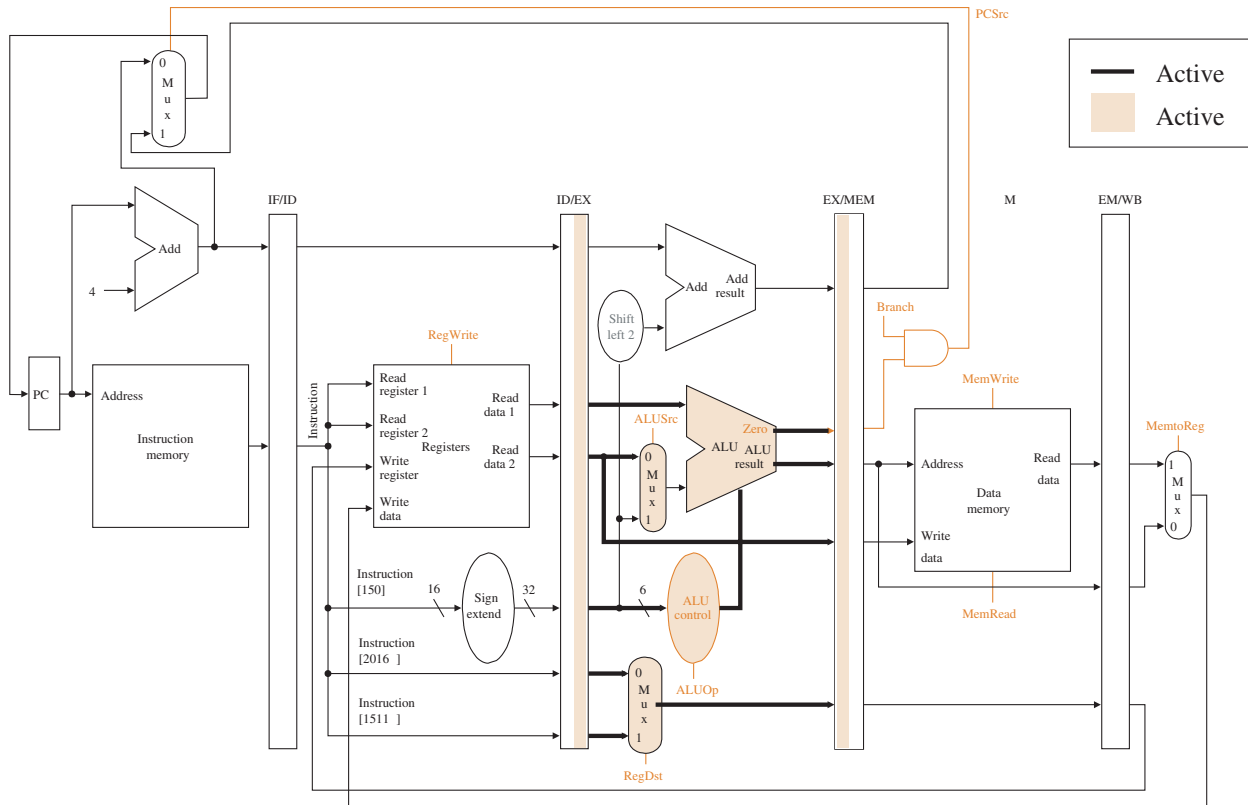 PCSrc
0
M
u
x
1
Active
Active
IF/ID
ID/EX
EX/MEM
M
EM/WB
Add
4
Add
Add
result
Shift
left 2
Branch
RegWrite
PC
Address
Instruction
memory
Instruction
Read
register 1
Read
register 2
Write
register
Write
data
Registers
Read
data 1
Read
data 2
ALUSrc
0
M
u
x
1
Zero
ALU
ALU
result
MemWrite
Address
Read
data
Data
memory
Write
data
MemRead
MemtoReg
1
M
u
x
0
Instruction
[150]
16
Sign
extend
32
6
ALU
control
ALUOp
Instruction
[2016 ]
Instruction
[1511 ]
0
M
u
x
1
RegDst